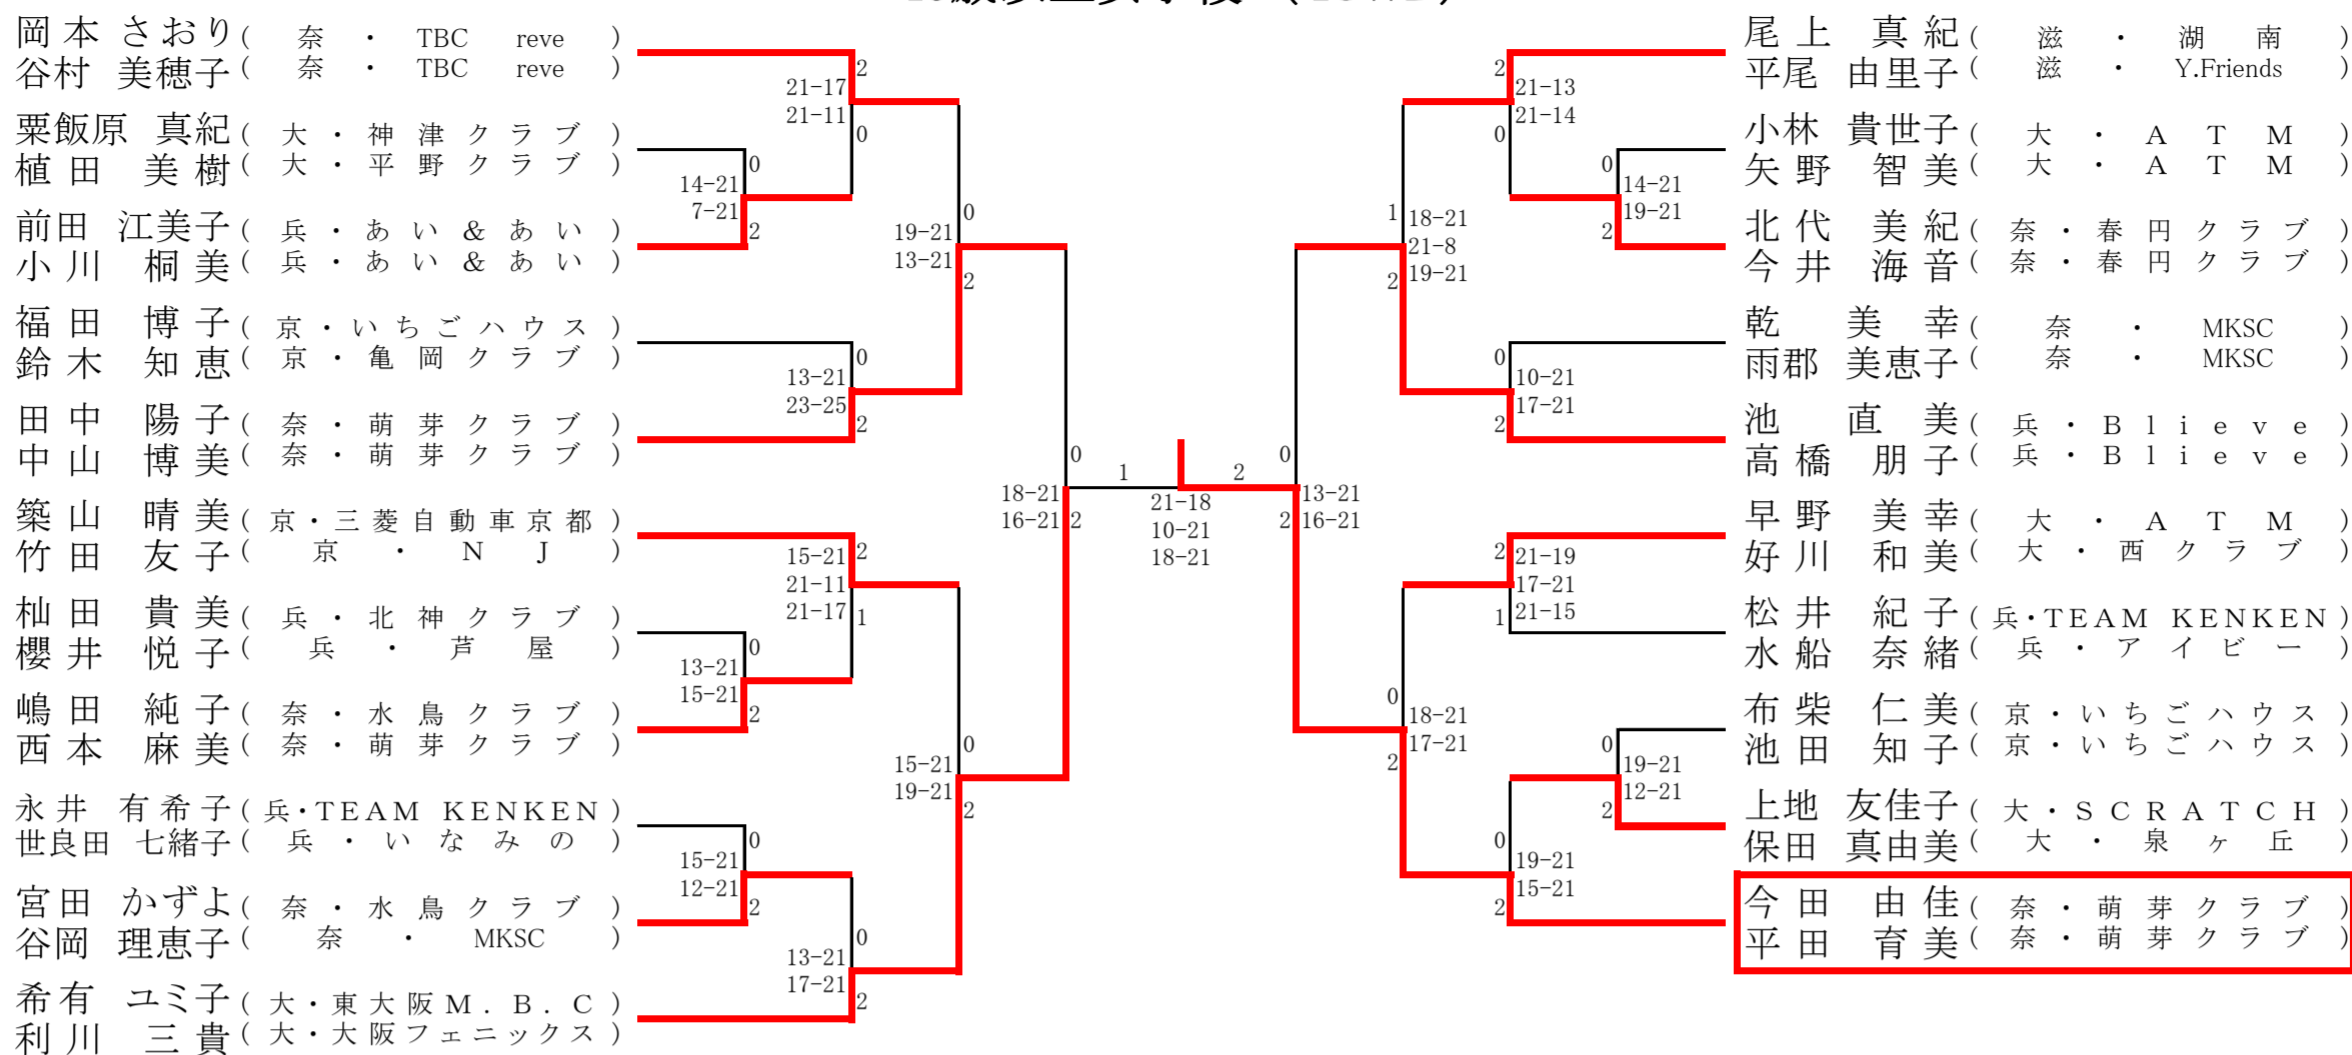 岡本 さおり( 奈 ・ TBC reve )
谷村 美穂子( 奈 ・ TBC reve )
粟飯原 真紀( 大 ・ 神津クラブ )
植田 美樹( 大 ・ 平野クラブ )
前田 江美子( 兵 ・ あい & あい )
小川 桐美( 兵 ・ あい & あい )
福田 博子( 京 ・ いちごハウス )
鈴木 知恵( 京 ・ 亀岡クラブ )
田中 陽子( 奈 ・ 萌芽クラブ )
中山 博美( 奈 ・ 萌芽クラブ )
築山 晴美( 京 ・ 三菱自動車京都 )
竹田 友子( 京 ・ N J )
杣田 貴美( 兵 ・ 北神クラブ )
櫻井 悦子( 兵 ・ 芦屋 )
嶋田 純子( 奈 ・ 水鳥クラブ )
西本 麻美( 奈 ・ 萌芽クラブ )
永井 有希子( 兵・TEAM KENKEN )
世良田 七緒子( 兵 ・ いなみの )
宮田 かずよ( 奈 ・ 水鳥クラブ )
谷岡 理恵子( 奈 ・ MKSC )
希有 ユミ子( 大 ・ 東大阪M.B.C )
利川 三貴( 大・大阪フェニックス )
0
14-21
7-21
2
0
13-21
15-21
2
0
15-21
12-21
2
2
21-17
21-11
0
0
13-21
23-25
2
2
15-21
21-11
21-17
1
0
13-21
17-21
2
0
19-21
13-21
2
0
15-21
19-21
2
0
18-21
16-21
2
1
2
21-18
10-21
18-21
0
13-21
16-21
2
1
18-21
21-8
19-21
2
0
18-21
17-21
2
2
21-13
21-14
0
0
10-21
17-21
2
2
21-19
17-21
21-15
1
0
19-21
15-21
2
0
14-21
19-21
2
0
19-21
12-21
2
尾上 真紀( 滋 ・ 湖南 )
平尾 由里子( 滋 ・ Y.Friends )
小林 貴世子( 大 ・ A T M )
矢野 智美( 大 ・ A T M )
北代 美紀( 奈 ・ 春円クラブ )
今井 海音( 奈 ・ 春円クラブ )
乾 美幸( 奈 ・ MKSC )
雨郡 美恵子( 奈 ・ MKSC )
池 直美( 兵 ・ Blieve )
高橋 朋子( 兵 ・ Blieve )
早野 美幸( 大 ・ A T M )
好川 和美( 大 ・ 西クラブ )
松井 紀子( 兵・TEAM KENKEN )
水船 奈緒( 兵 ・ アイビー )
布柴 仁美( 京 ・ いちごハウス )
池田 知子( 京 ・ いちごハウス )
上地 友佳子( 大 ・ SCRATCH )
保田 真由美( 大 ・ 泉ヶ丘 )
今田 由佳( 奈 ・ 萌芽クラブ )
平田 育美( 奈 ・ 萌芽クラブ )